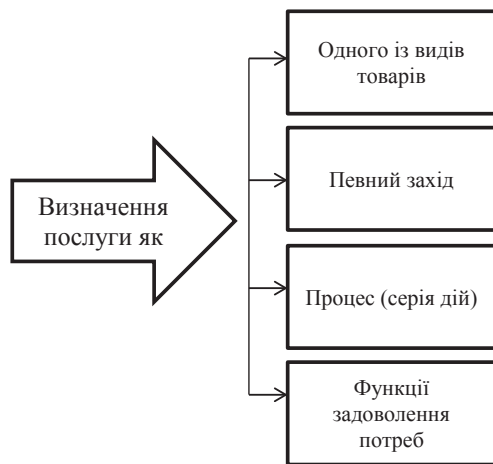 Визначення
послуги як
Одного із видів
товарів
Певний захід
Процес (серія дій)
Функції
задоволення
потреб